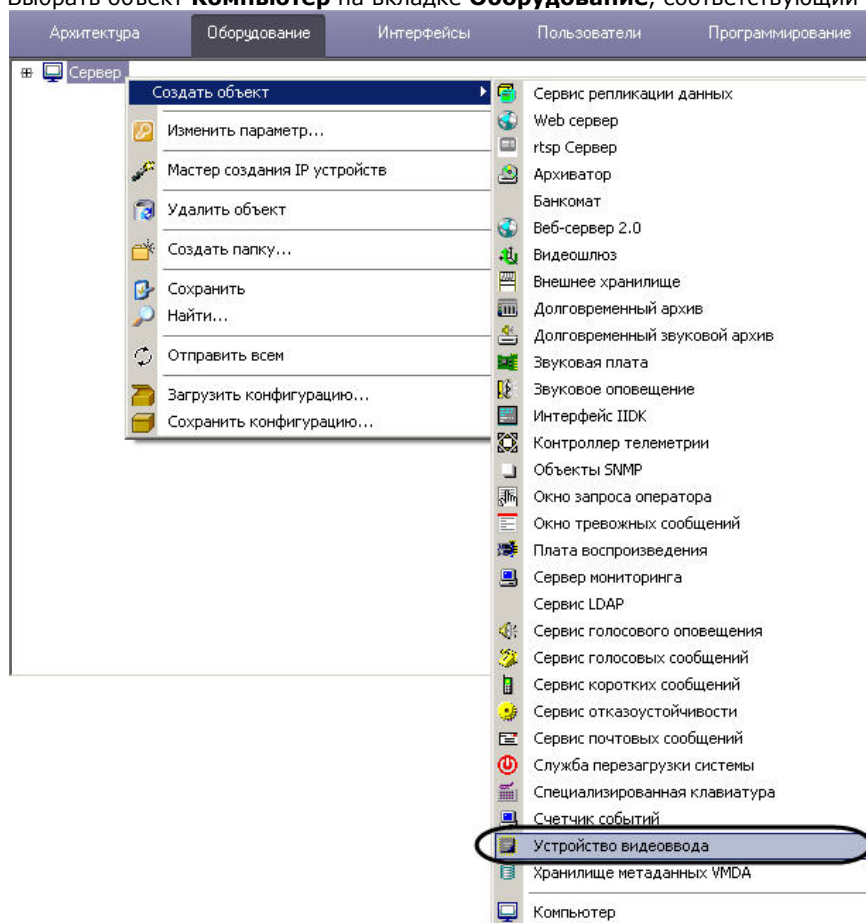 Выбрать объект Компьютер на вкладке Оборудование, соответствующий
Архитектура Оборудование Интерфейсы Пользователи Программирование
Сервер
Создать объект
Изменить параметр...
Мастер создания IP устройств
Удалить объект
Создать папку...
Сохранить
Найти...
Отправить всем
Загрузить конфигурацию...
Сохранить конфигурацию...
Сервис репликации данных
Web сервер
rtsp Сервер
Архиватор
Банкомат
Веб-сервер 2.0
Видеошлюз
Внешнее хранилище
Долговременный архив
Долговременный звуковой архив
Звуковая плата
Звуковое оповещение
Интерфейс IIDK
Контроллер телеметрии
Объекты SNMP
Окно запроса оператора
Окно тревожных сообщений
Плата воспроизведения
Сервер мониторинга
Сервис LDAP
Сервис голосового оповещения
Сервис голосовых сообщений
Сервис коротких сообщений
Сервис отказоустойчивости
Сервис почтовых сообщений
Служба перезагрузки системы
Специализированная клавиатура
Счетчик событий
Устройство видеоввода
Хранилище метаданных VMDA
Компьютер